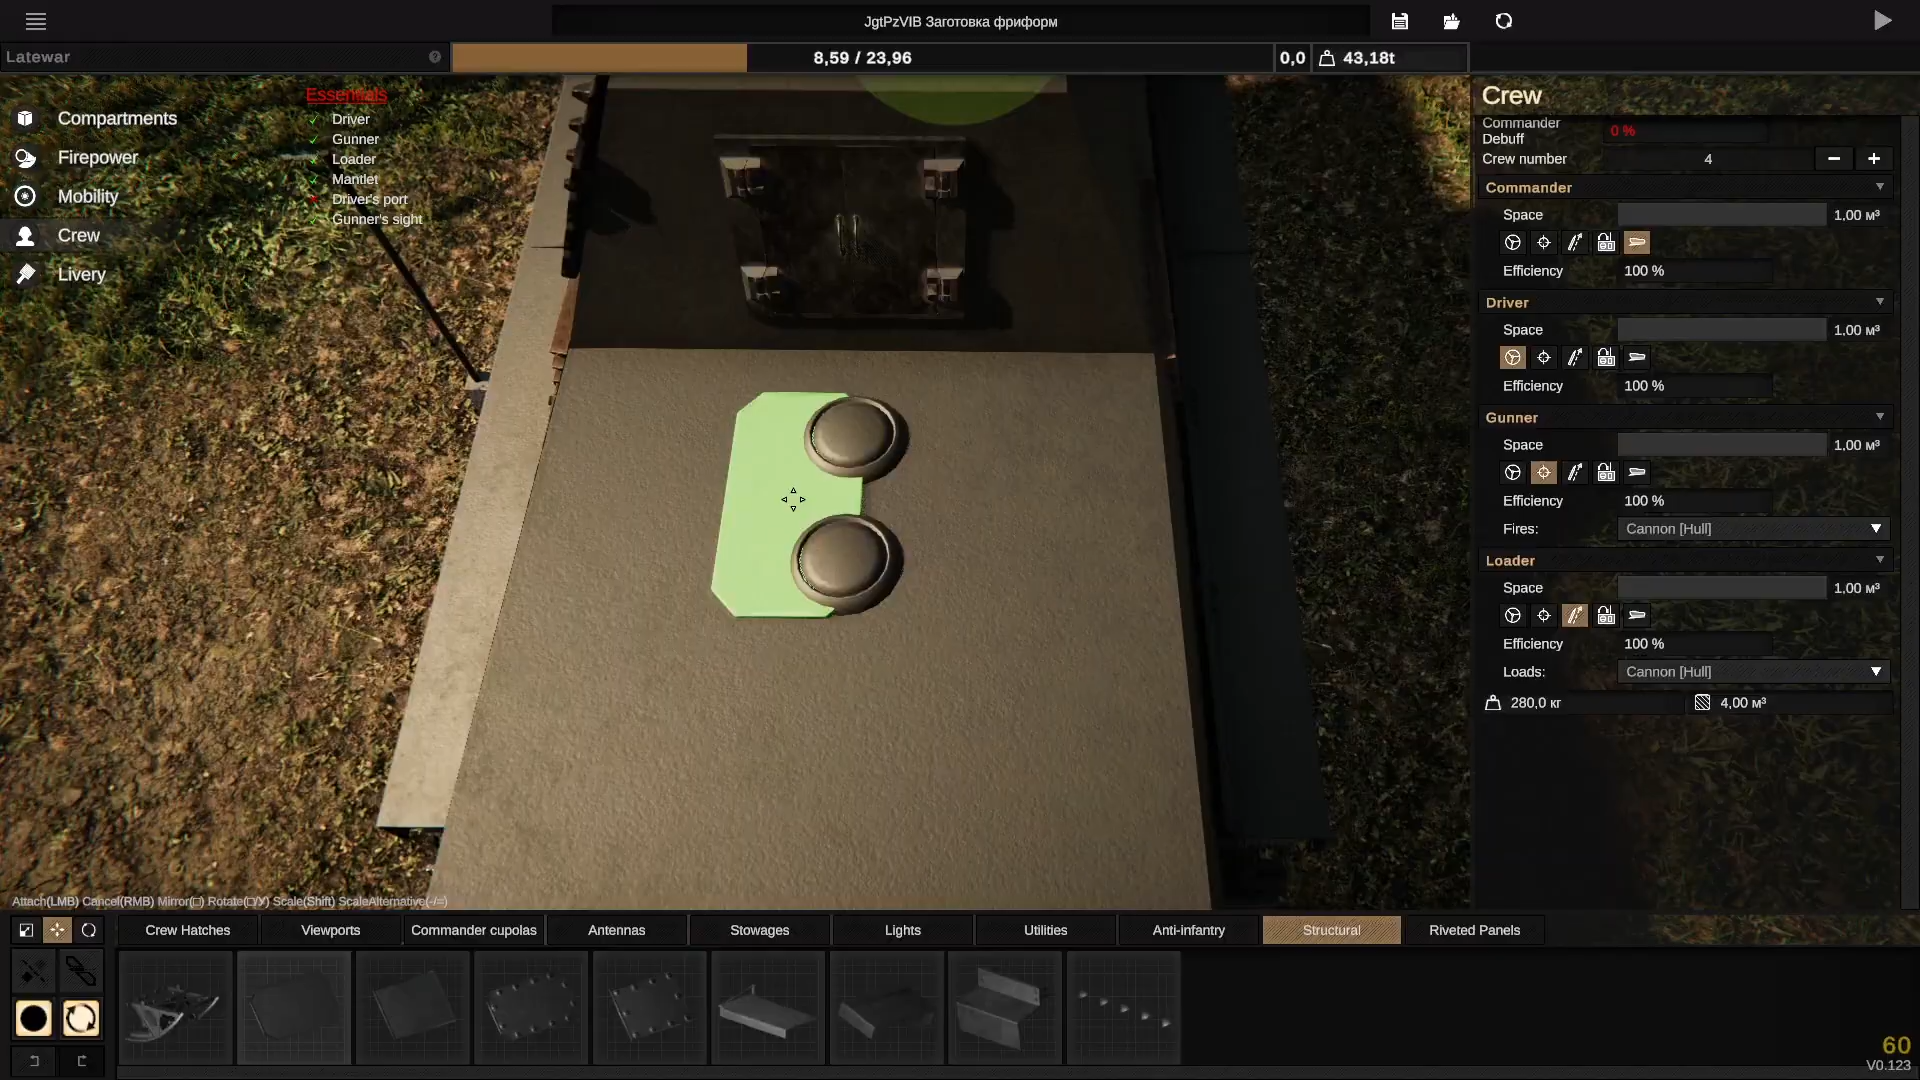 JgtPzVIB Заготовка фриформ
Latewar
8,59 / 23,96
0,0
43,18t
Compartments
Firepower
Mobility
Crew
Livery
Essentials
Driver
Gunner
Loader
Mantlet
Driver's port
Gunner's sight
Crew
Commander Debuff
0 %
Crew number
4
Commander
Space
1,00 м³
Efficiency
100 %
Driver
Space
1,00 м³
Efficiency
100 %
Gunner
Space
1,00 м³
Efficiency
100 %
Fires:
Cannon [Hull]
Loader
Space
1,00 м³
Efficiency
100 %
Loads:
Cannon [Hull]
280,0 кг
4,00 м³
Attach(LMB) Cancel(RMB) Mirror(□) Rotate(□/У) Scale(Shift) ScaleAlternative(-/=)
Crew Hatches
Viewports
Commander cupolas
Antennas
Stowages
Lights
Utilities
Anti-infantry
Structural
Riveted Panels
60
V0.123